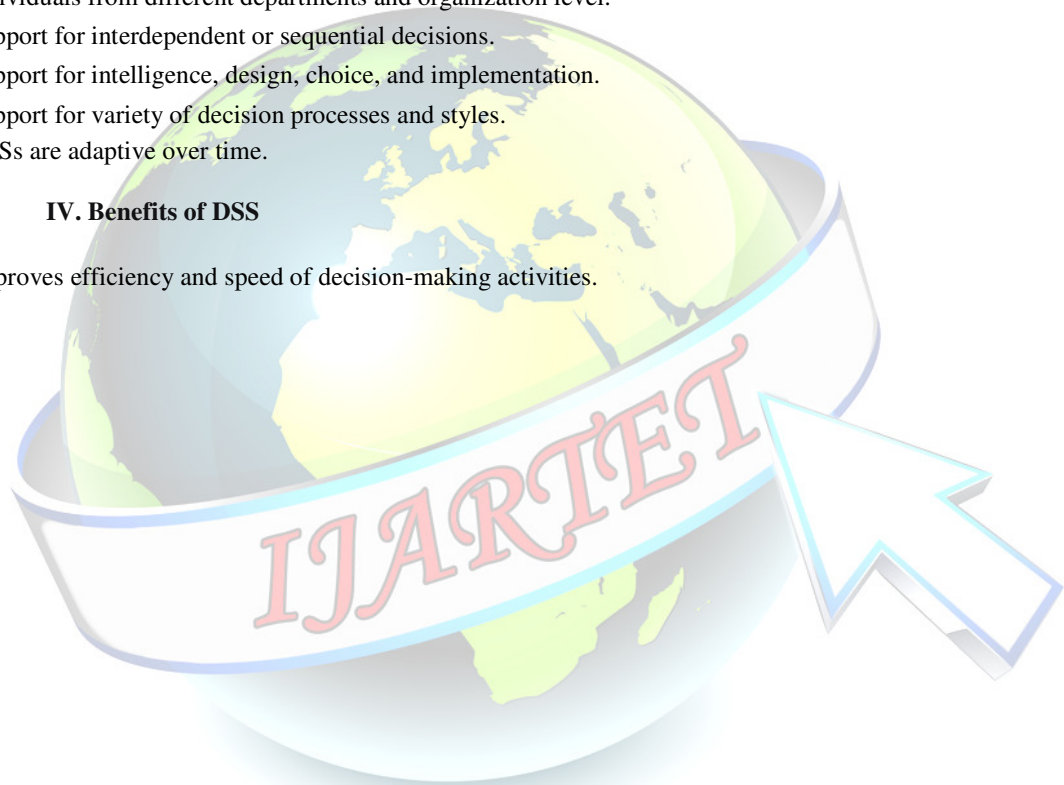 ividuals from different departments and organization level.
pport for interdependent or sequential decisions.
pport for intelligence, design, choice, and implementation.
pport for variety of decision processes and styles.
Ss are adaptive over time.
IV. Benefits of DSS
proves efficiency and speed of decision-making activities.
IJARTET